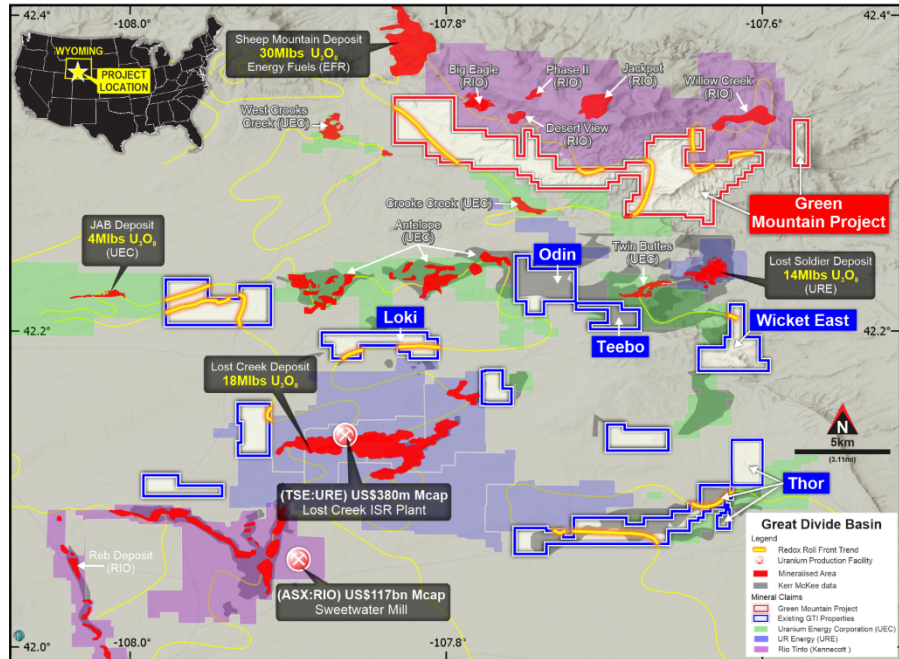 42.4°
-108.0°
-107.8°
-107.6°
42.4°
WYOMING
PROJECT
LOCATION
Sheep Mountain Deposit
30Mlbs U₃O₈
Energy Fuels (EFR)
Big Eagle
(RIO)
Phase II
(RIO)
Jackpot
(RIO)
Willow Creek
(RIO)
Desert View
(RIO)
West Crooks
Creek (UEC)
Crooks Creek (UEC)
Green
Mountain Project
JAB Deposit
4Mlbs U₃O₈
(UEC)
Antelope
(UEC)
Odin
Twin Buttes
(UEC)
Lost Soldier Deposit
14Mlbs U₃O₈
(URE)
42.2°
42.2°
Loki
Teebo
Wicket East
Lost Creek Deposit
18Mlbs U₃O₈
N
5km
(3.11mi)
(TSE:URE) US$380m Mcap
Lost Creek ISR Plant
Thor
Reb Deposit
(RIO)
(ASX:RIO) US$117bn Mcap
Sweetwater Mill
Great Divide Basin
Legend
Redox Roll Front Trend
Uranium Production Facility
Mineralised Area
Kerr McKee data
Mineral Claims
Green Mountain Project
Existing GTI Properties
Uranium Energy Corporation (UEC)
UR Energy (URE)
Rio Tinto (Kennecott )
42.0°
-108.0°
-107.8°